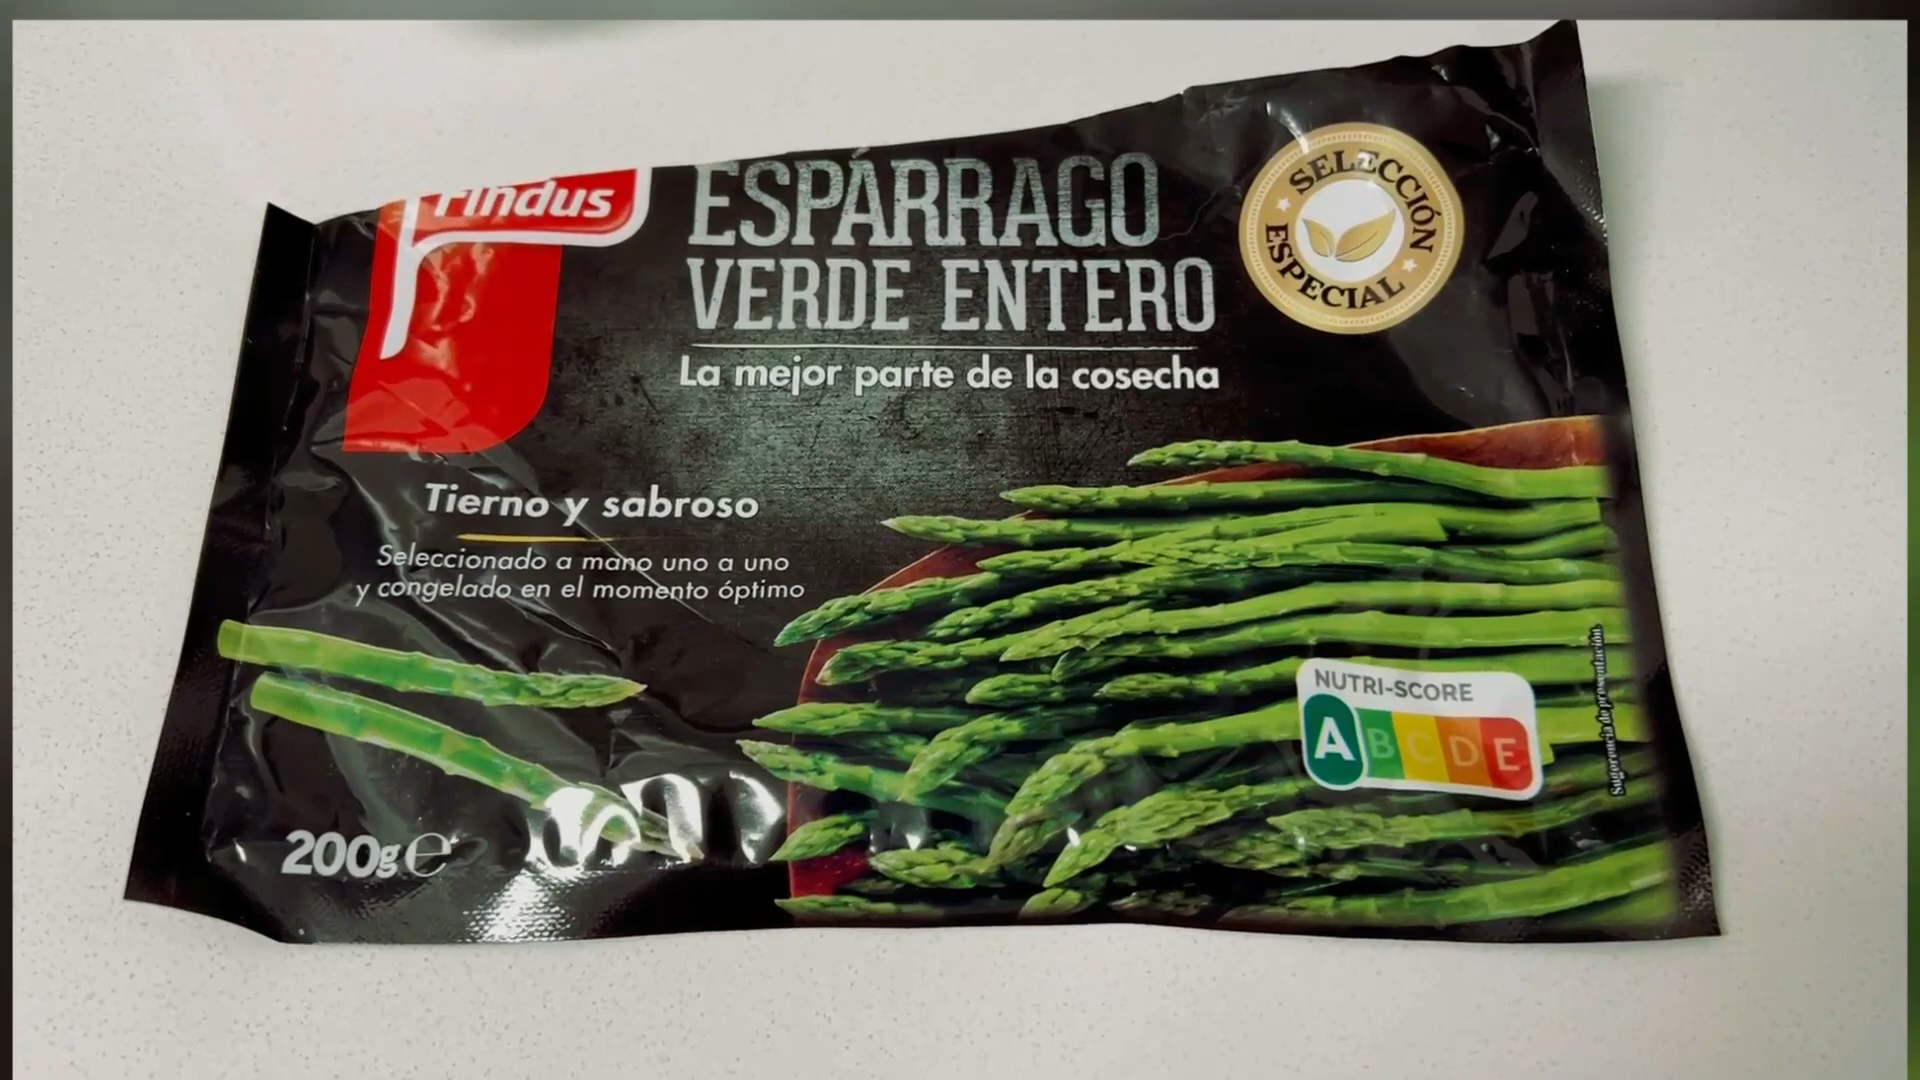 Findus
ESPÁRRAGO
VERDE ENTERO
La mejor parte de la cosecha
SELECCIÓN
ESPECIAL
Tierno y sabroso
Seleccionado a mano uno a uno
y congelado en el momento óptimo
NUTRI-SCORE
A B C D E
Sugerencia de presentación
200g e